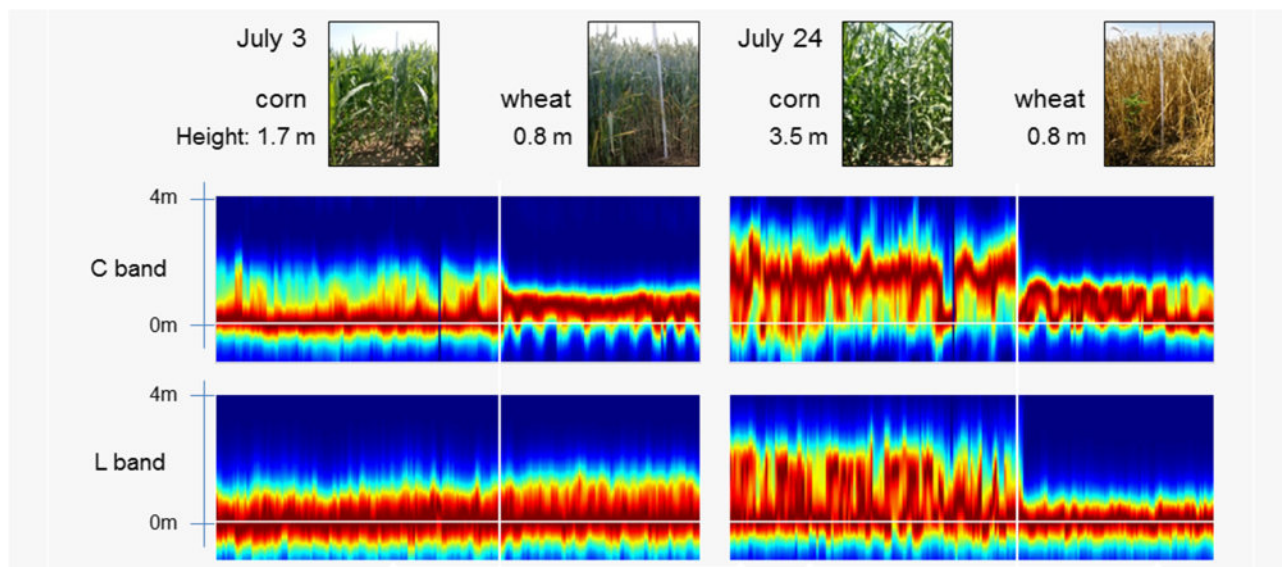 July 3
July 24
corn
wheat
corn
wheat
Height: 1.7 m
0.8 m
3.5 m
0.8 m
4m
C band
0m
4m
L band
0m